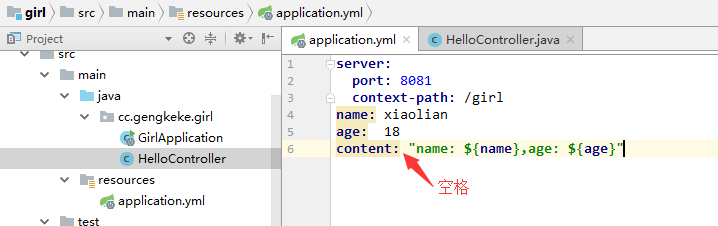 girl › src › main › resources › application.yml
Project
src
main
java
cc.gengkeke.girl
GirlApplication
HelloController
resources
application.yml
test
application.yml × HelloController.java ×
1 server:
2 port: 8081
3 context-path: /girl
4 name: xiaolian
5 age: 18
6 content: "name: ${name},age: ${age}"
空格